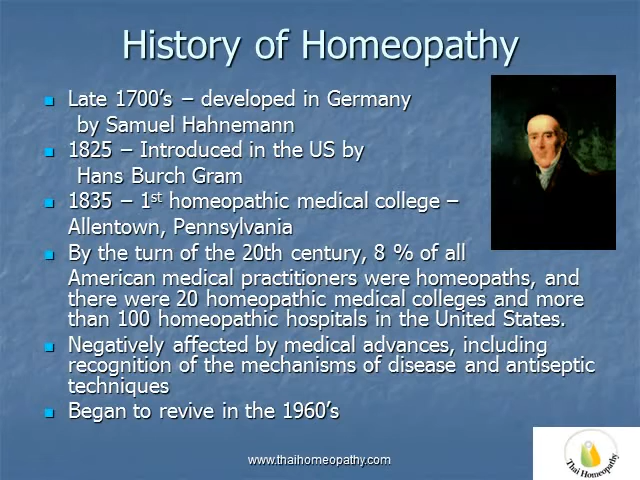 History of Homeopathy
Late 1700's – developed in Germany
by Samuel Hahnemann
1825 – Introduced in the US by
Hans Burch Gram
1835 – 1st homeopathic medical college –
Allentown, Pennsylvania
By the turn of the 20th century, 8 % of all
American medical practitioners were homeopaths, and
there were 20 homeopathic medical colleges and more
than 100 homeopathic hospitals in the United States.
Negatively affected by medical advances, including
recognition of the mechanisms of disease and antiseptic
techniques
Began to revive in the 1960's
www.thaihomeopathy.com
Thai Homeopathy